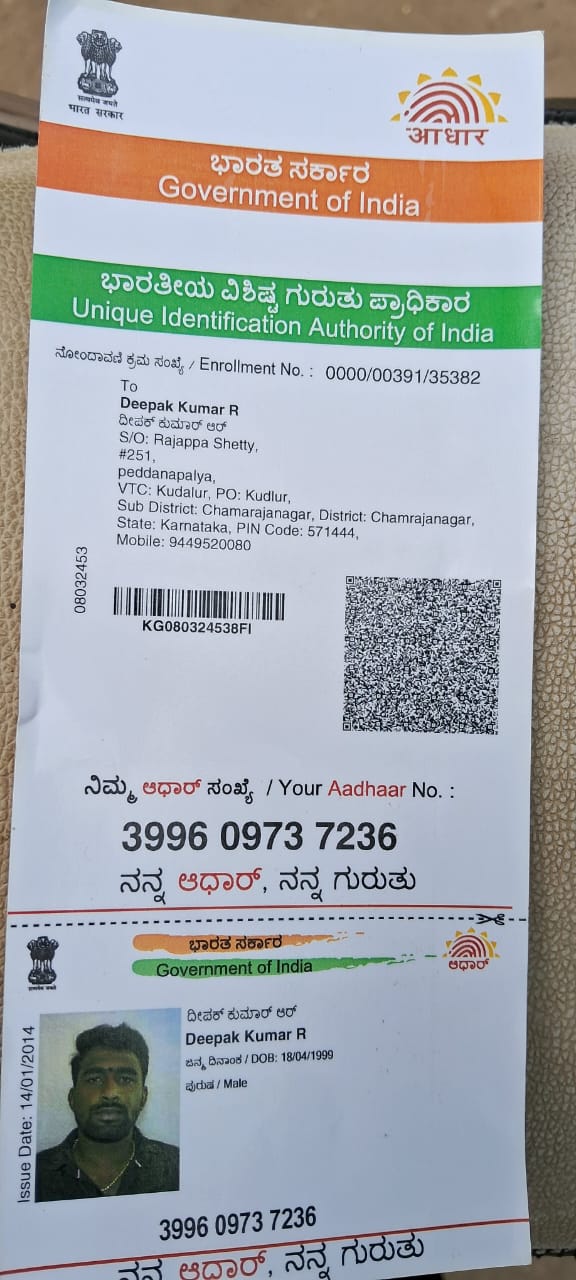 सत्यमेव जयते
भारत सरकार
आधार
ಭಾರತ ಸರ್ಕಾರ
Government of India
ಭಾರತೀಯ ವಿಶಿಷ್ಟ ಗುರುತು ಪ್ರಾಧಿಕಾರ
Unique Identification Authority of India
ನೋಂದಾವಣಿ ಕ್ರಮ ಸಂಖ್ಯೆ / Enrollment No. : 0000/00391/35382
To
Deepak Kumar R
ದೀಪಕ್ ಕುಮಾರ್ ಆರ್
S/O: Rajappa Shetty,
#251,
peddanapalya,
VTC: Kudalur, PO: Kudlur,
Sub District: Chamarajanagar, District: Chamrajanagar,
State: Karnataka, PIN Code: 571444,
Mobile: 9449520080
08032453
KG080324538FI
ನಿಮ್ಮ ಆಧಾರ್ ಸಂಖ್ಯೆ / Your Aadhaar No. :
3996 0973 7236
ನನ್ನ ಆಧಾರ್, ನನ್ನ ಗುರುತು
ಭಾರತ ಸರ್ಕಾರ
Government of India
ಆಧಾರ್
Issue Date: 14/01/2014
ದೀಪಕ್ ಕುಮಾರ್ ಆರ್
Deepak Kumar R
ಜನ್ಮ ದಿನಾಂಕ / DOB: 18/04/1999
ಪುರುಷ / Male
3996 0973 7236
ನನ್ನ ಆಧಾರ್, ನನ್ನ ಗುರುತು